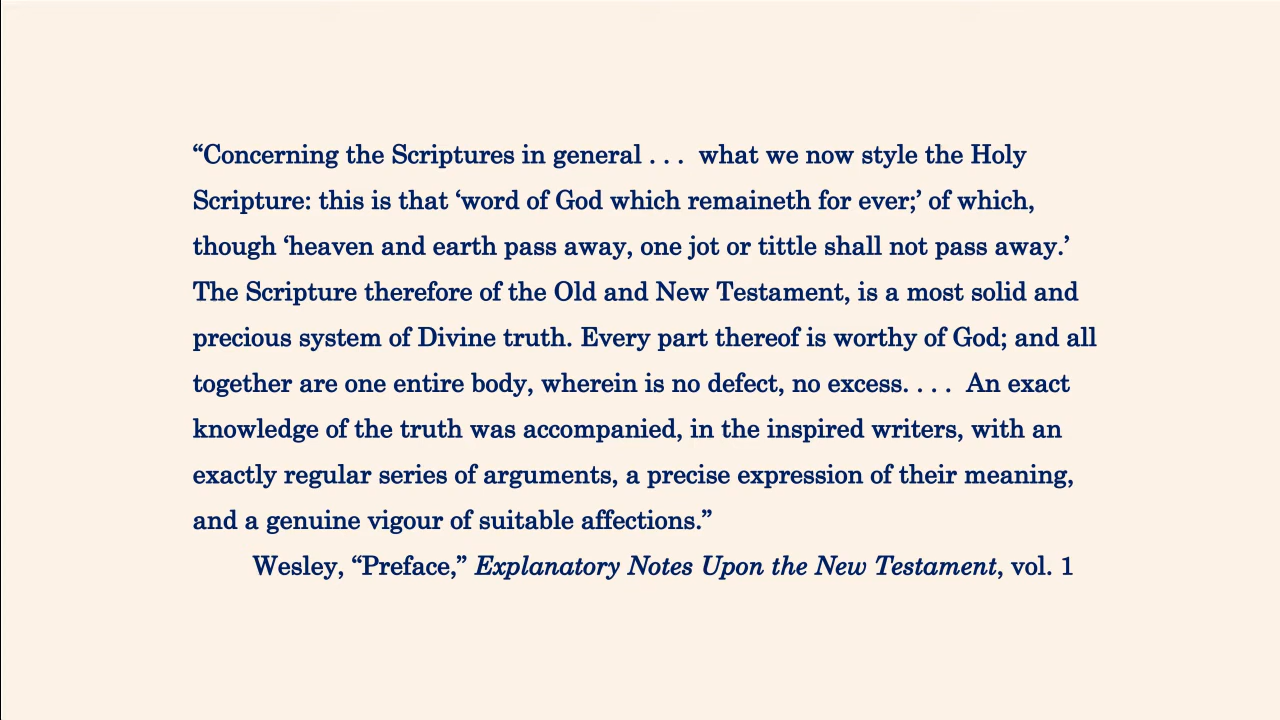 “Concerning the Scriptures in general . . .  what we now style the Holy
Scripture: this is that ‘word of God which remaineth for ever;’ of which,
though ‘heaven and earth pass away, one jot or tittle shall not pass away.’
The Scripture therefore of the Old and New Testament, is a most solid and
precious system of Divine truth. Every part thereof is worthy of God; and all
together are one entire body, wherein is no defect, no excess. . . .  An exact
knowledge of the truth was accompanied, in the inspired writers, with an
exactly regular series of arguments, a precise expression of their meaning,
and a genuine vigour of suitable affections.”
Wesley, “Preface,” Explanatory Notes Upon the New Testament, vol. 1